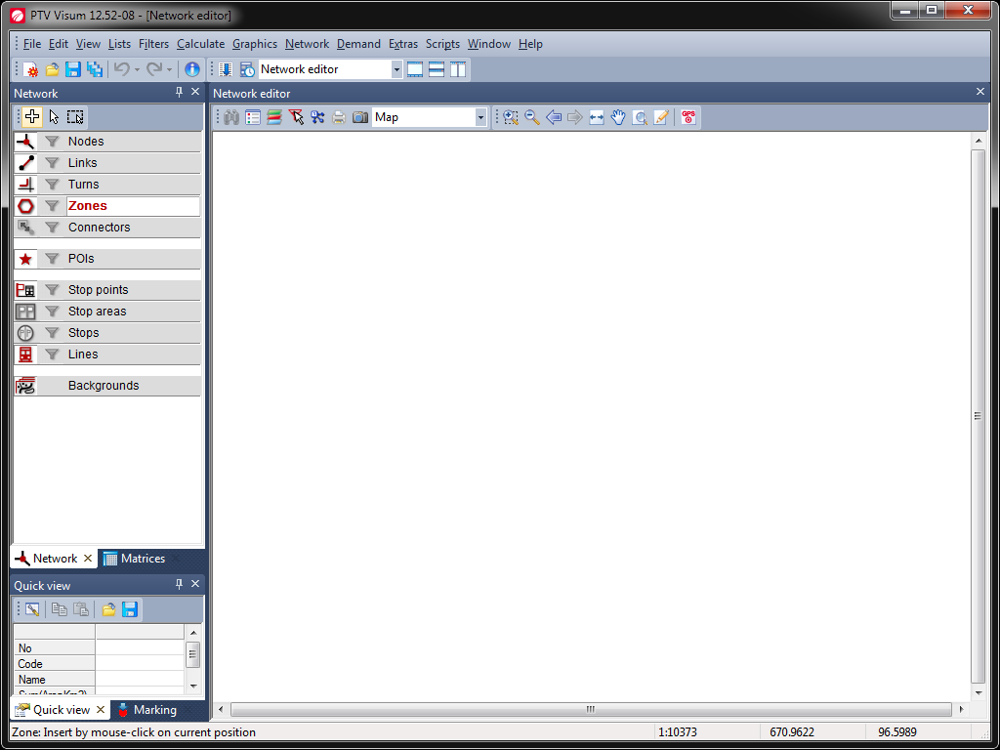 PTV Visum 12.52-08 - [Network editor]
File Edit View Lists Filters Calculate Graphics Network Demand Extras Scripts Window Help
Network editor
Network
Network editor
Map
GPS
Nodes
Links
Turns
Zones
Connectors
POIs
Stop points
Stop areas
Stops
Lines
Backgrounds
Network Matrices
Quick view
No
Code
Name
Sum(AreaKm2)
Quick view Marking
Zone: Insert by mouse-click on current position 1:10373 670.9622 96.5989